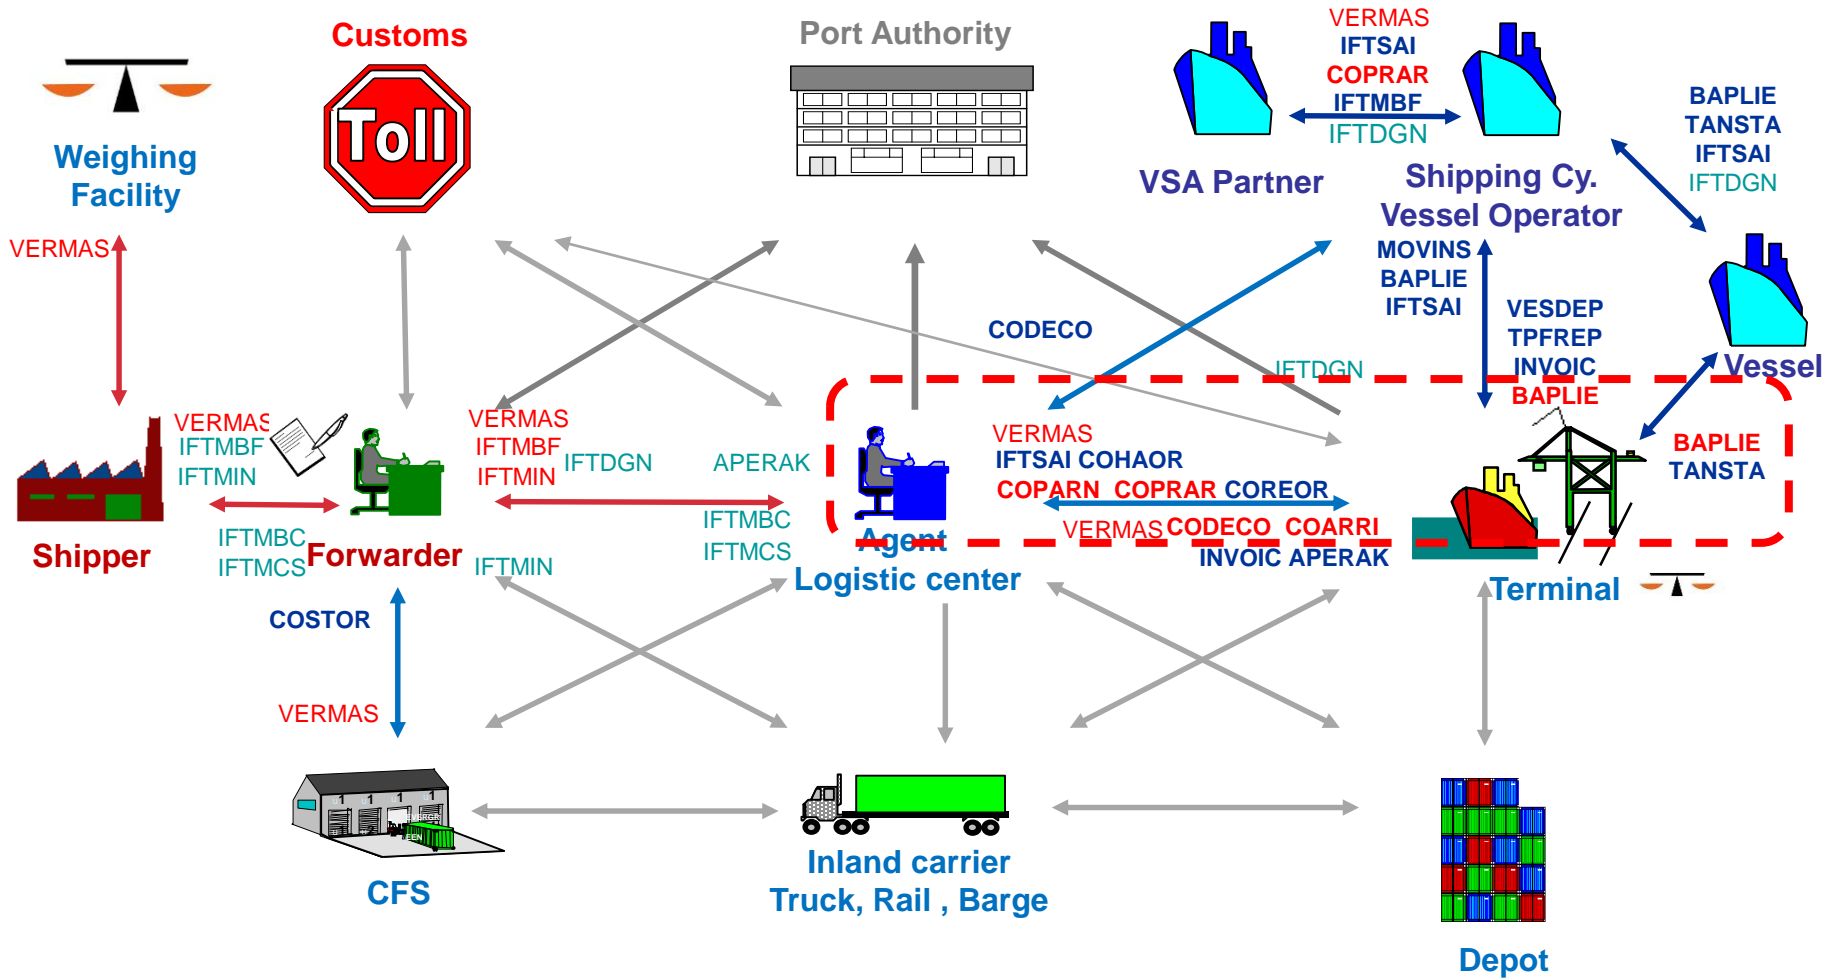 Customs
Port Authority
VERMAS
IFTSAI
COPRAR
IFTMBF
IFTDGN
BAPLIE
TANSTA
IFTSAI
IFTDGN
Toll
Weighing
Facility
VSA Partner
Shipping Cy.
Vessel Operator
VERMAS
MOVINS
BAPLIE
IFTSAI
VESDEP
TPFREP
INVOIC
BAPLIE
CODECO
IFTDGN
Vessel
VERMAS
IFTMBF
IFTMIN
VERMAS
IFTMBF
IFTMIN
IFTDGN
APERAK
VERMAS
IFTSAI COHAOR
COPARN COPRAR COREOR
BAPLIE
TANSTA
IFTMBC
IFTMCS
IFTMBC
IFTMCS
VERMAS CODECO COARRI
INVOIC APERAK
Shipper
Forwarder
IFTMIN
Agent
Logistic center
Terminal
COSTOR
VERMAS
CFS
Inland carrier
Truck, Rail , Barge
Depot